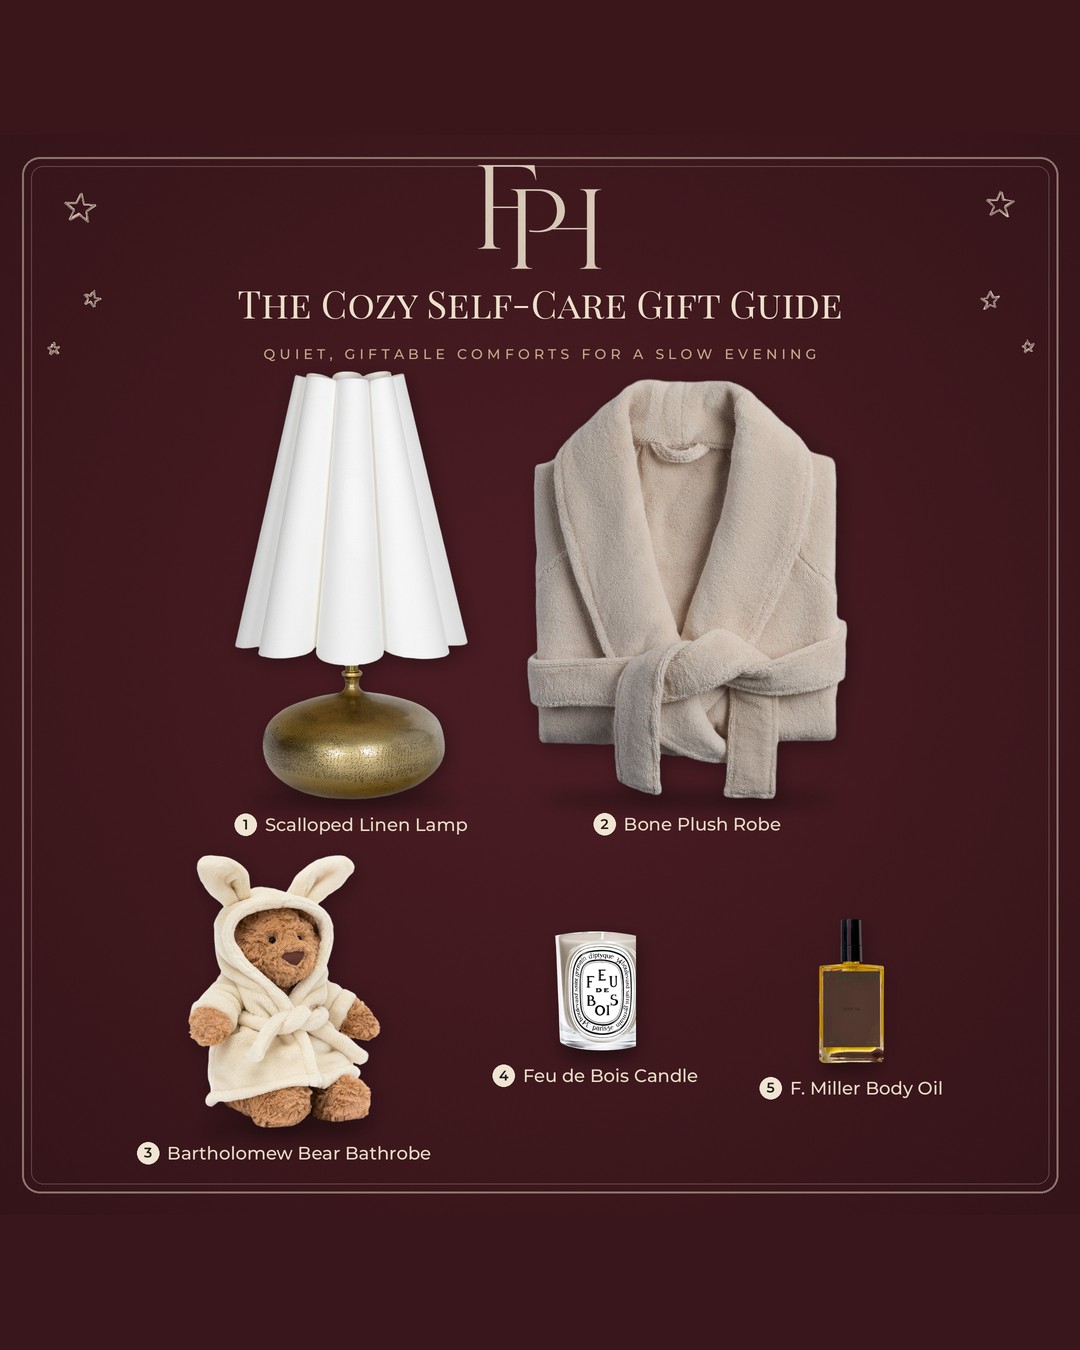 FPH
The Cozy Self-Care Gift Guide
QUIET, GIFTABLE COMFORTS FOR A SLOW EVENING
1 Scalloped Linen Lamp
2 Bone Plush Robe
diptyque
FEU
DE
BOIS
3 Bartholomew Bear Bathrobe
4 Feu de Bois Candle
5 F. Miller Body Oil